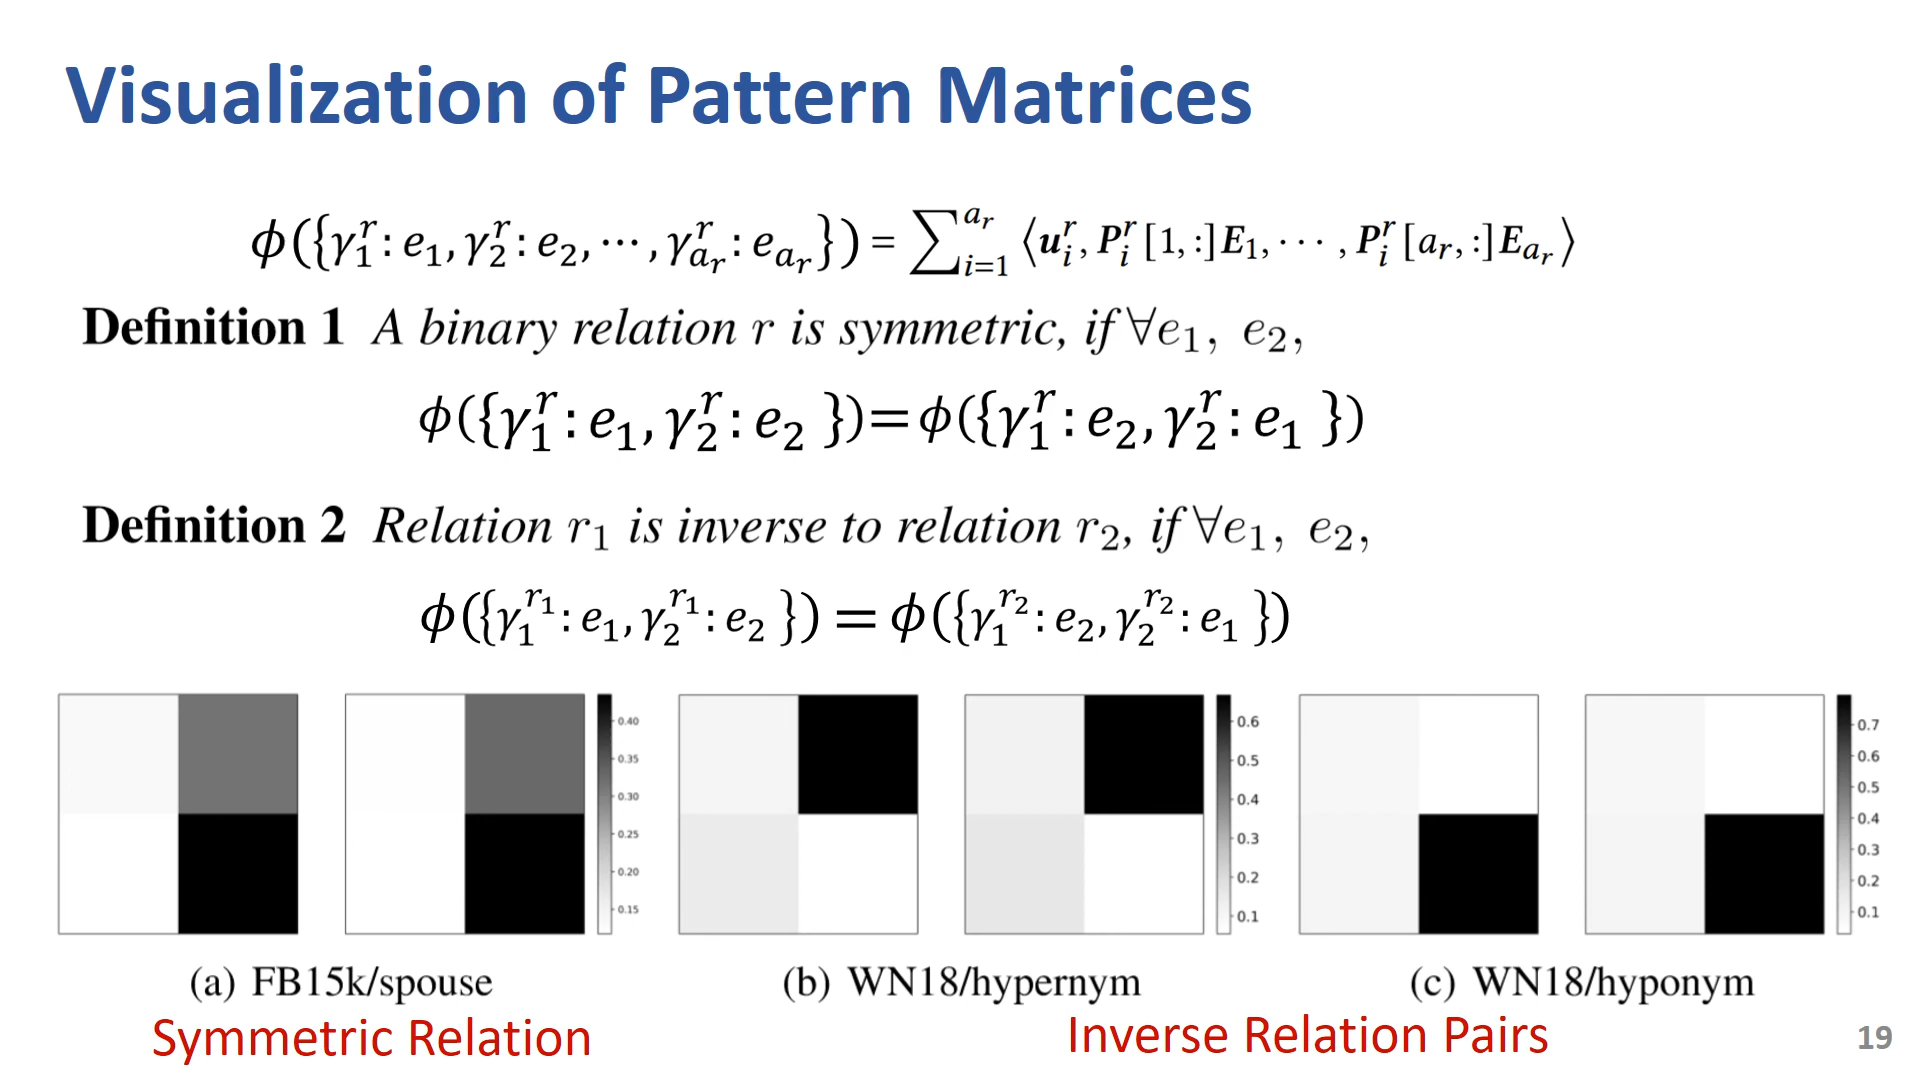 Visualization of Pattern Matrices
ϕ({γ₁ʳ: e₁, γ₂ʳ: e₂, ⋯, γ_{a_r}ʳ: e_{a_r}}) = ∑_{i=1}^{a_r} ⟨u_i^r, P_i^r[1,:]E₁, ⋯, P_i^r[a_r,:]E_{a_r}⟩
Definition 1 A binary relation r is symmetric, if ∀e₁, e₂,
ϕ({γ₁ʳ: e₁, γ₂ʳ: e₂ })=ϕ({γ₁ʳ: e₂, γ₂ʳ: e₁ })
Definition 2 Relation r₁ is inverse to relation r₂, if ∀e₁, e₂,
ϕ({γ₁^{r₁}: e₁, γ₂^{r₁}: e₂ }) = ϕ({γ₁^{r₂}: e₂, γ₂^{r₂}: e₁ })
0.40
0.35
0.30
0.25
0.20
0.15
0.6
0.5
0.4
0.3
0.2
0.1
0.7
0.6
0.5
0.4
0.3
0.2
0.1
(a) FB15k/spouse
(b) WN18/hypernym
(c) WN18/hyponym
Symmetric Relation
Inverse Relation Pairs
19